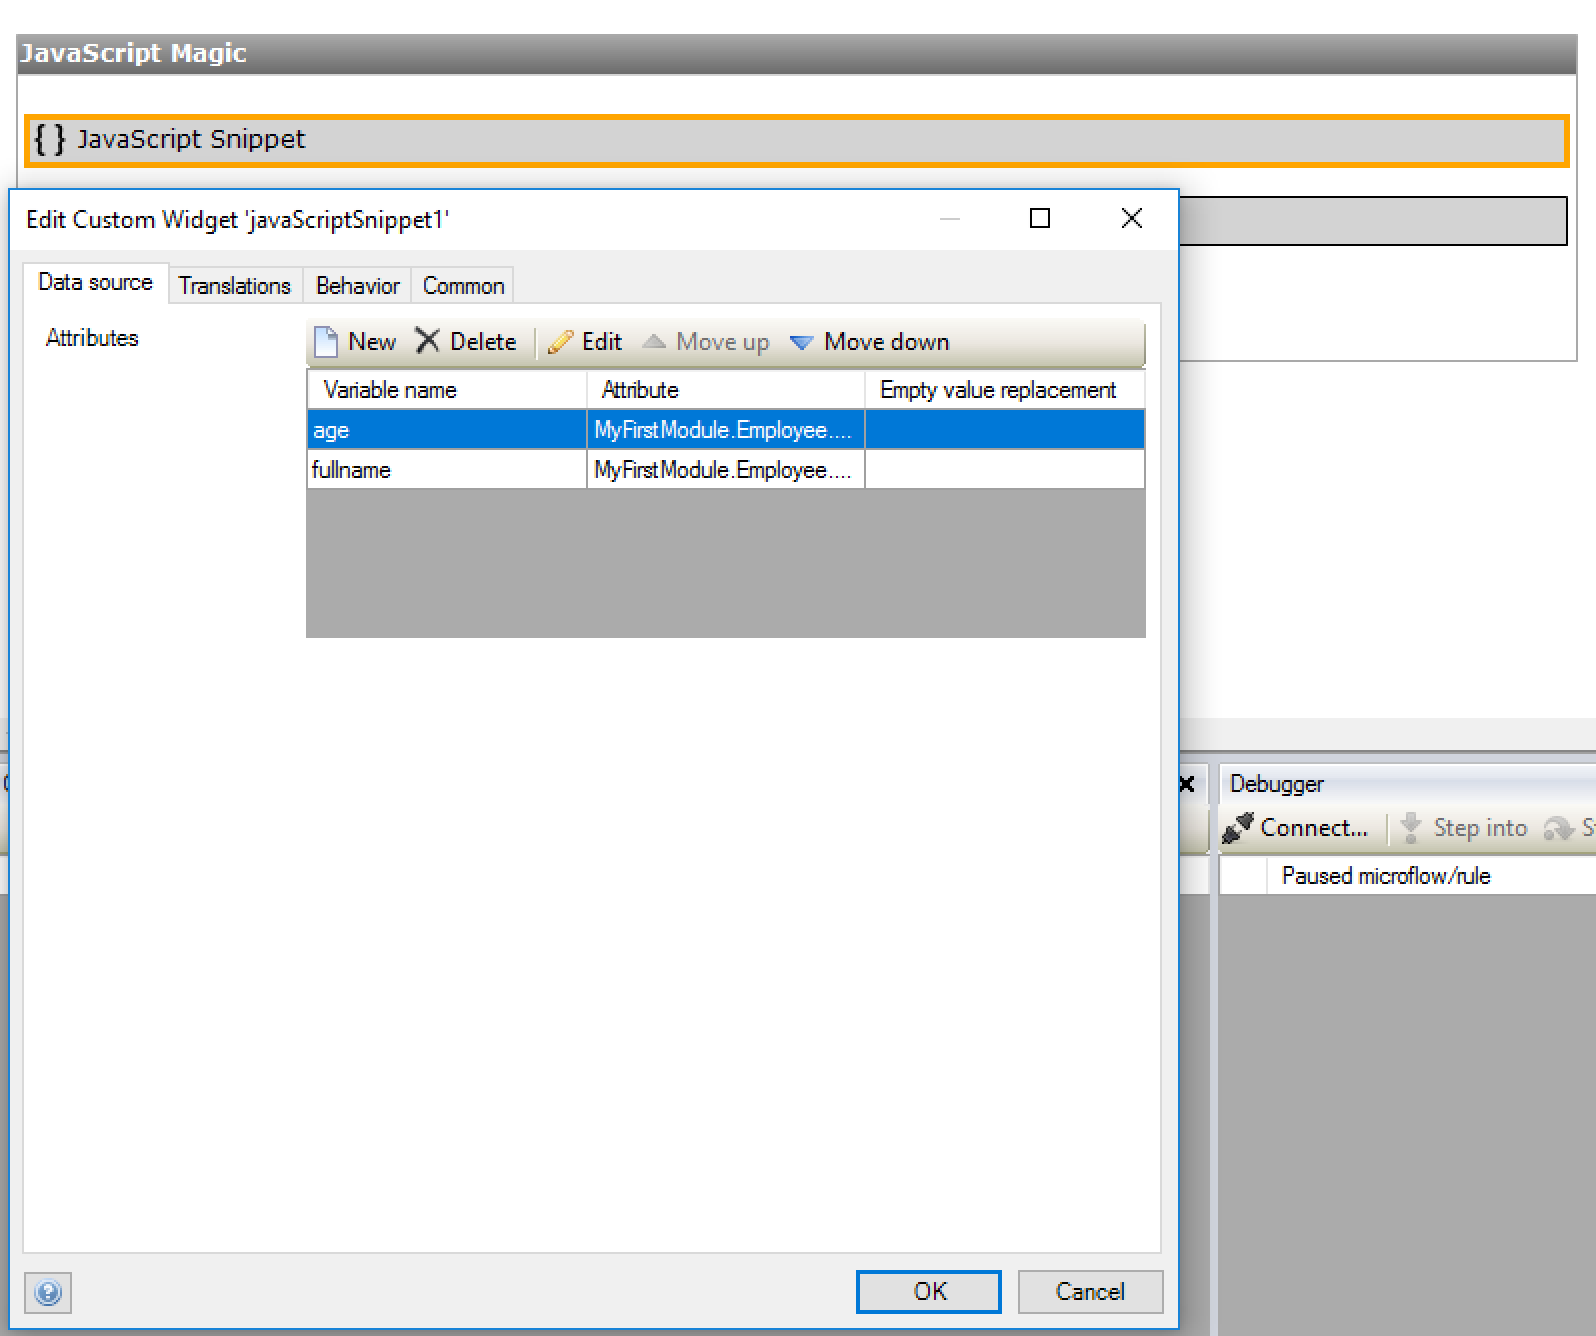 JavaScript Magic
{ } JavaScript Snippet
Edit Custom Widget 'javaScriptSnippet1'
Data source Translations Behavior Common
Attributes
New Delete Edit Move up Move down
Variable name Attribute Empty value replacement
age MyFirstModule.Employee....
fullname MyFirstModule.Employee....
OK Cancel
Debugger
Connect... Step into
Paused microflow/rule